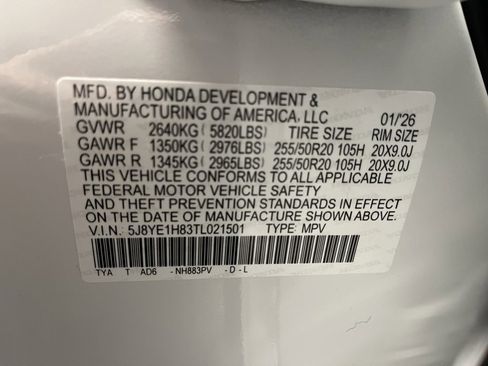 MFD. BY HONDA DEVELOPMENT &
MANUFACTURING OF AMERICA, LLC 01/26
GVWR 2640KG( 5820LBS) TIRE SIZE RIM SIZE
GAWR F 1350KG( 2976LBS) 255/50R20 105H 20X9.0J
GAWR R 1345KG( 2965LBS) 255/50R20 105H 20X9.0J
THIS VEHICLE CONFORMS TO ALL APPLICABLE
FEDERAL MOTOR VEHICLE SAFETY
AND THEFT PREVENTION STANDARDS IN EFFECT
ON THE DATE OF MANUFACTURE SHOWN ABOVE.
V.I.N.: 5J8YE1H83TL021501 TYPE: MPV
TYA T AD6 -NH883PV -D-L